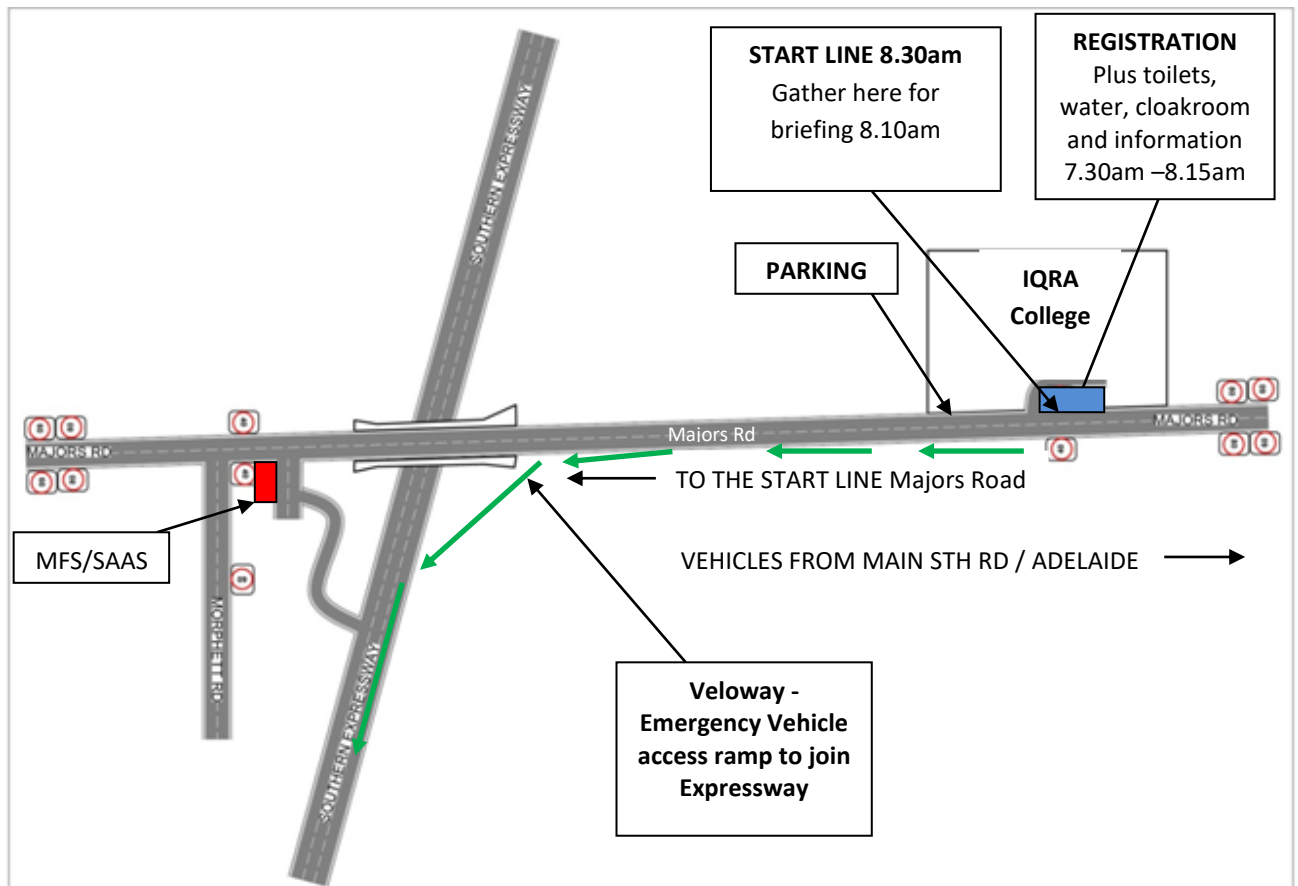 START LINE 8.30am
Gather here for
briefing 8.10am
REGISTRATION
Plus toilets,
water, cloakroom
and information
7.30am –8.15am
SOUTHERN EXPRESSWAY
PARKING
IQRA
College
MAJORS RD
Majors Rd
MAJORS RD
TO THE START LINE Majors Road
MFS/SAAS
VEHICLES FROM MAIN STH RD / ADELAIDE
MORPHETT RD
SOUTHERN EXPRESSWAY
Veloway -
Emergency Vehicle
access ramp to join
Expressway